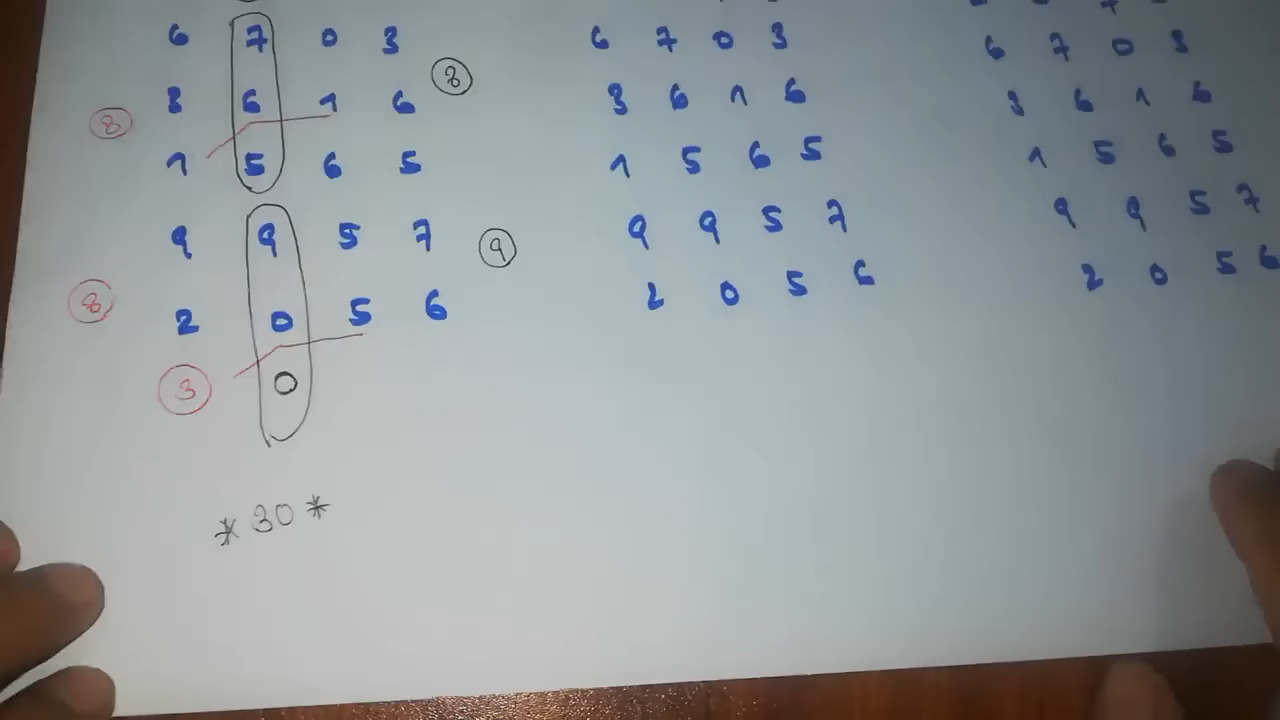 6 7 0 3
3 6 1 6 8
8
1 5 6 5
9 9 5 7 9
8 2 0 5 6
3 0
*30*
6 7 0 3
3 6 1 6
1 5 6 5
9 9 5 7
2 0 5 6
6 7 0 3
3 6 1 6
1 5 6 5
9 9 5 7
2 0 5 6